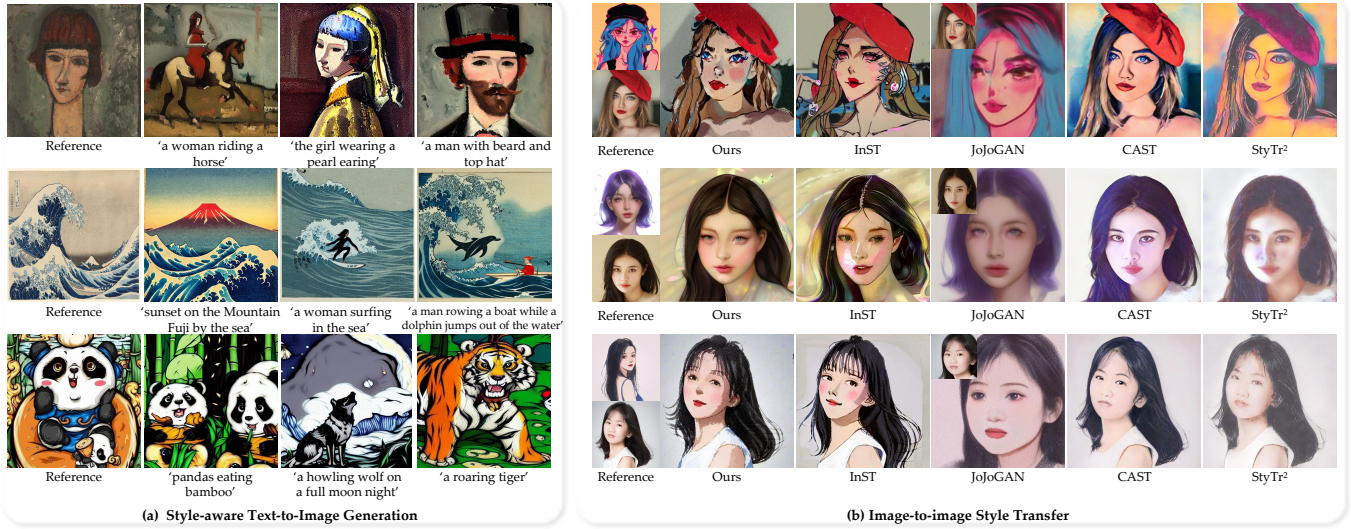 Reference
'a woman riding a
horse'
'the girl wearing a
pearl earing'
'a man with beard and
top hat'
Reference
'sunset on the Mountain
Fuji by the sea'
'a woman surfing
in the sea'
'a man rowing a boat while a
dolphin jumps out of the water'
Reference
'pandas eating
bamboo'
'a howling wolf on
a full moon night'
'a roaring tiger'
(a) Style-aware Text-to-Image Generation
Reference
Ours
InST
JoJoGAN
CAST
StyTr²
Reference
Ours
InST
JoJoGAN
CAST
StyTr²
Reference
Ours
InST
JoJoGAN
CAST
StyTr²
(b) Image-to-image Style Transfer